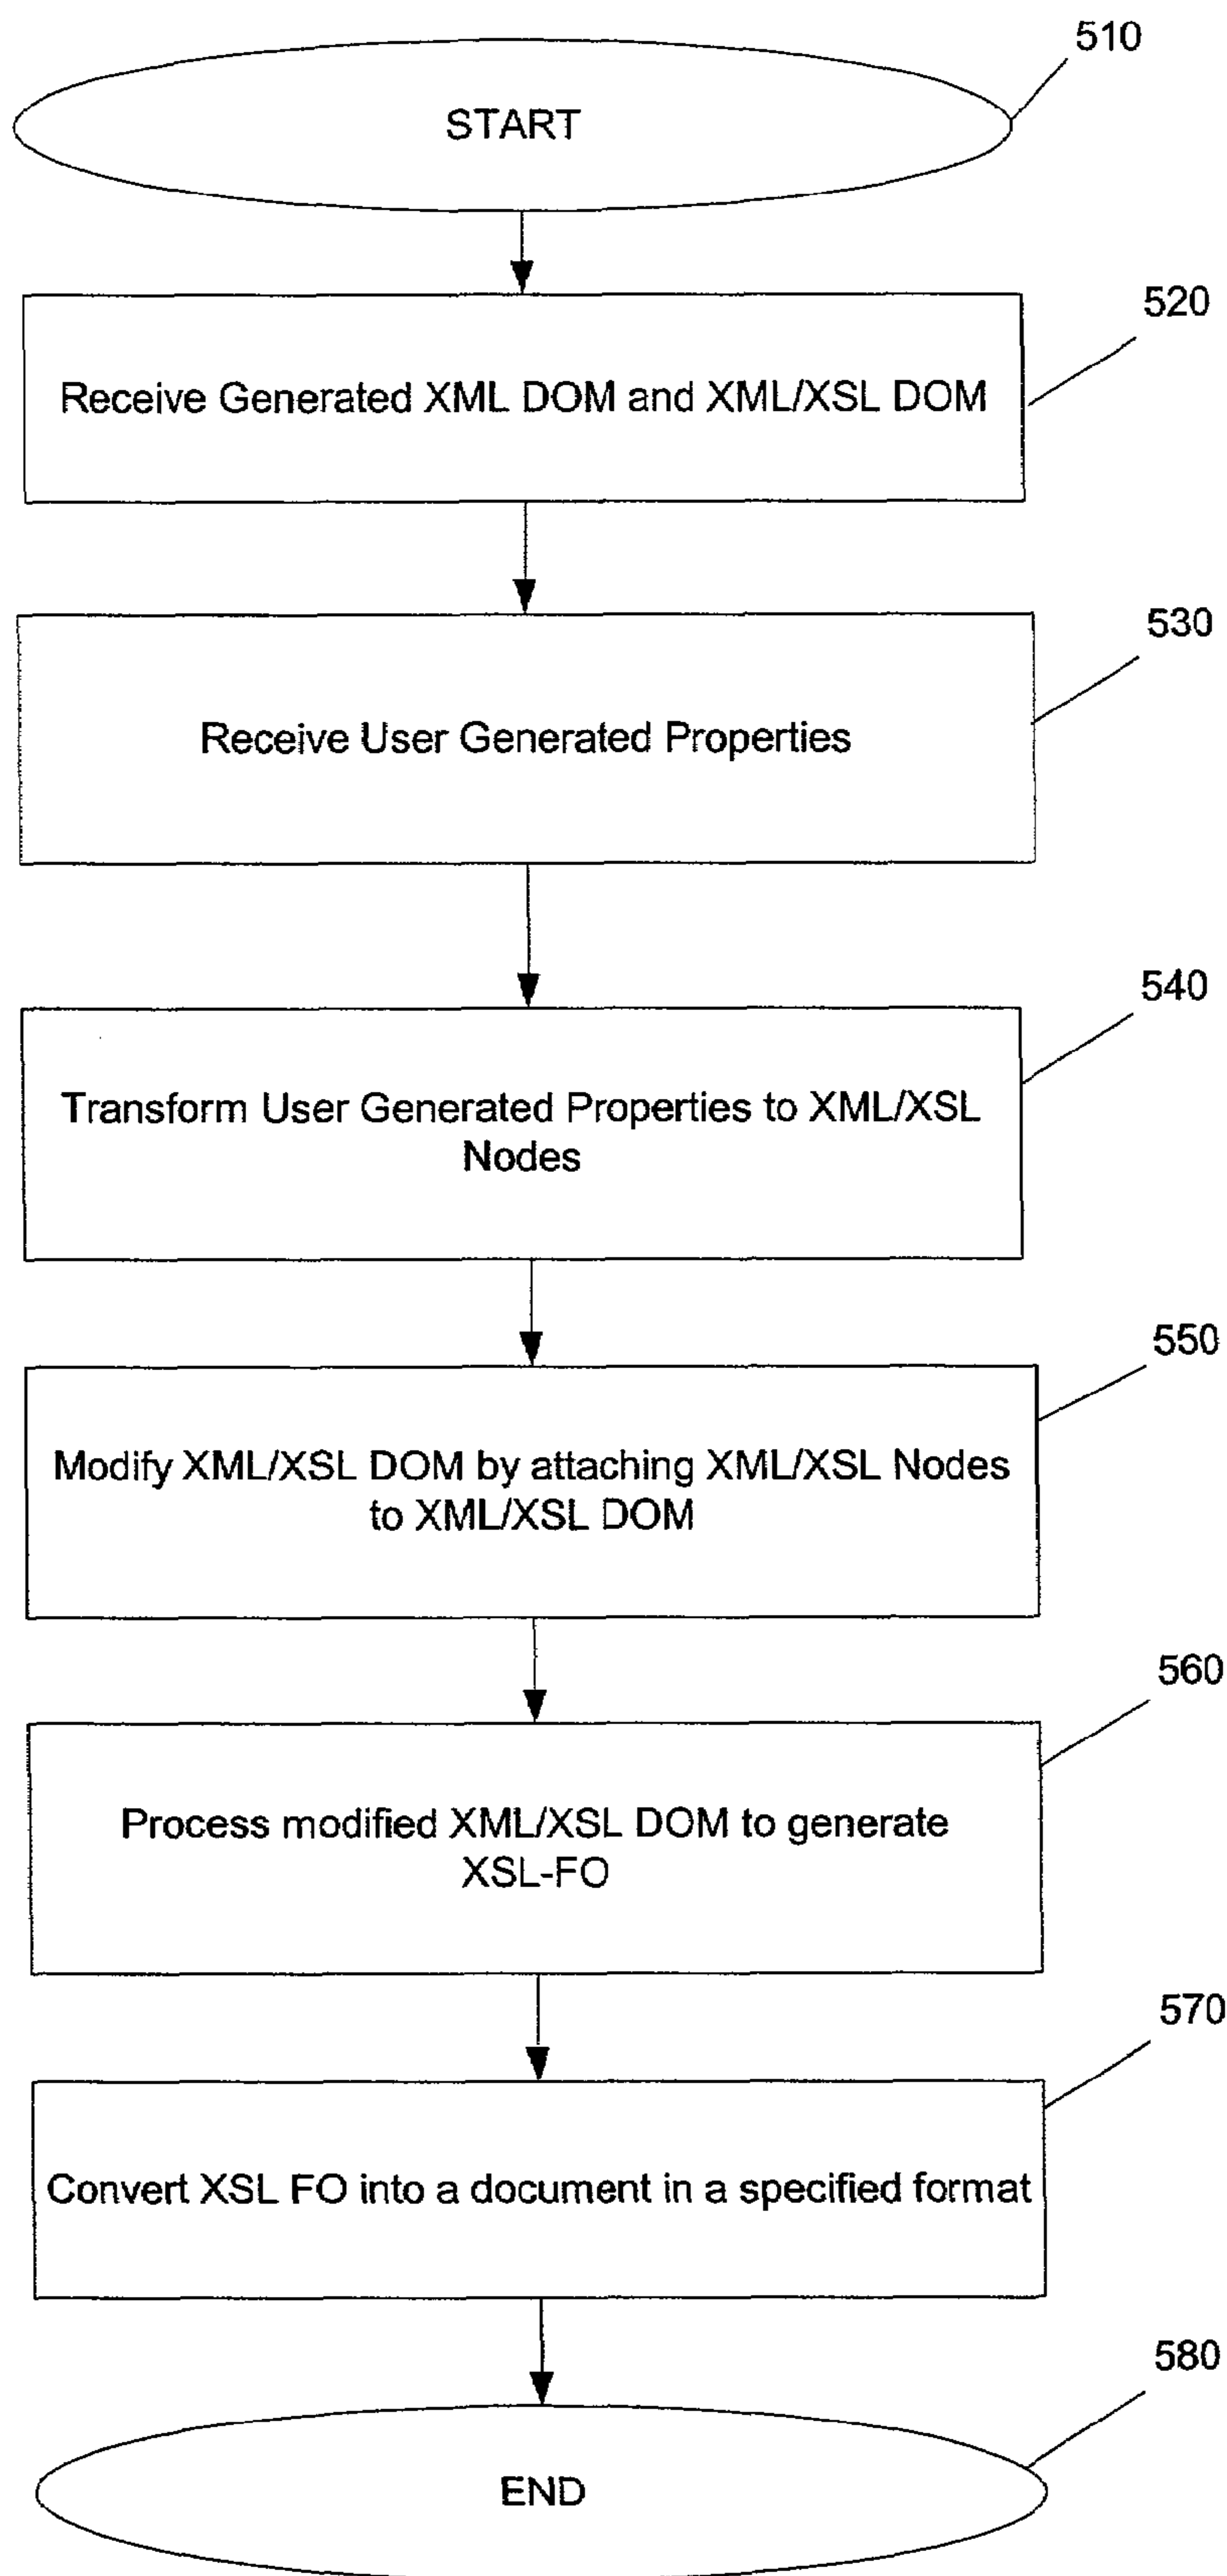 510
START
520
Receive Generated XML DOM and XML/XSL DOM
530
Receive User Generated Properties
540
Transform User Generated Properties to XML/XSL
Nodes
550
Modify XML/XSL DOM by attaching XML/XSL Nodes
to XML/XSL DOM
560
Process modified XML/XSL DOM to generate
XSL-FO
570
Convert XSL FO into a document in a specified format
580
END